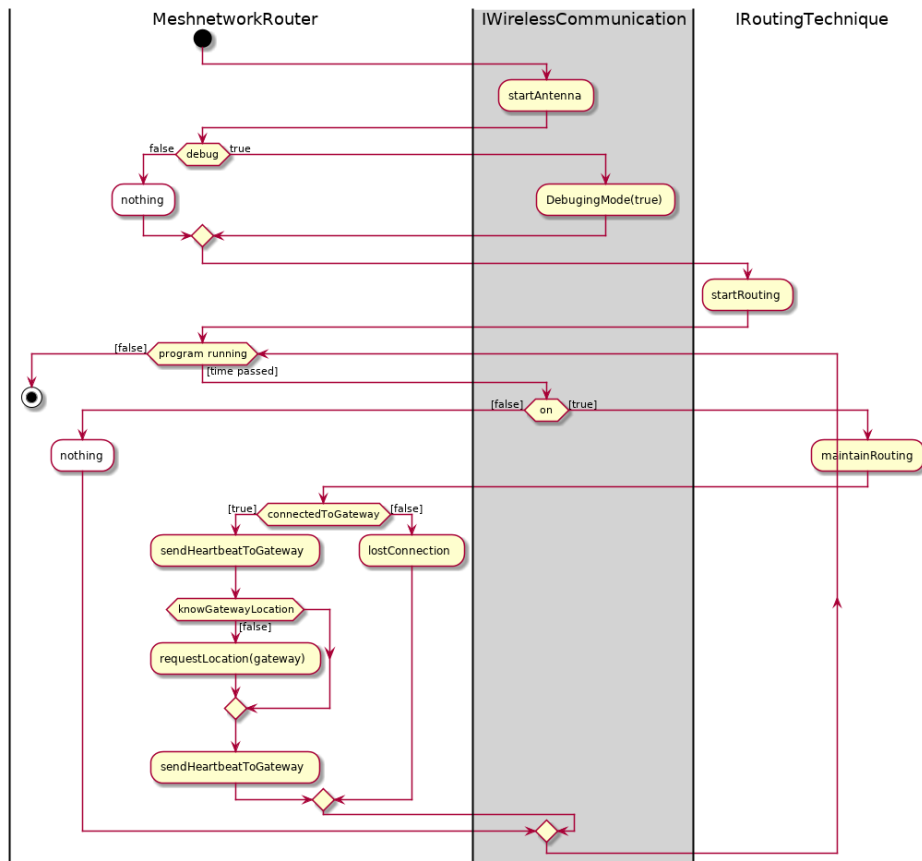 MeshnetworkRouter
IWirelessCommunication
IRoutingTechnique
startAntenna
false
debug
true
nothing
DebugingMode(true)
startRouting
[false]
program running
[time passed]
[false]
on
[true]
nothing
maintainRouting
[true]
connectedToGateway
[false]
sendHeartbeatToGateway
lostConnection
knowGatewayLocation
[false]
requestLocation(gateway)
sendHeartbeatToGateway